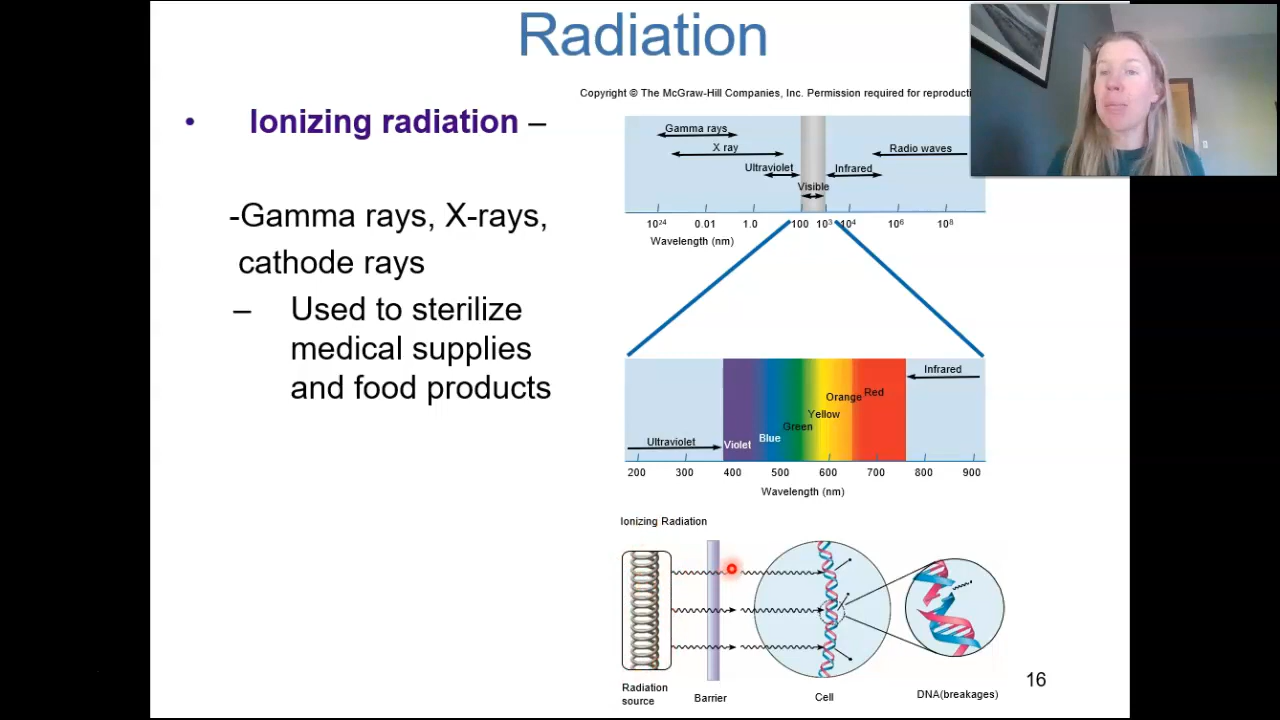 Radiation
• Ionizing radiation –
-Gamma rays, X-rays,
cathode rays
– Used to sterilize
medical supplies
and food products
Copyright © The McGraw-Hill Companies, Inc. Permission required for reproducti
Gamma rays
X ray
Radio waves
Ultraviolet
Infrared
Visible
10²⁴ 0.01 1.0 100 10³ 10⁴ 10⁶ 10⁸
Wavelength (nm)
Infrared
Red
Orange
Yellow
Green
Blue
Violet
Ultraviolet
200 300 400 500 600 700 800 900
Wavelength (nm)
Ionizing Radiation
Radiation
source
Barrier
Cell
DNA(breakages)
16